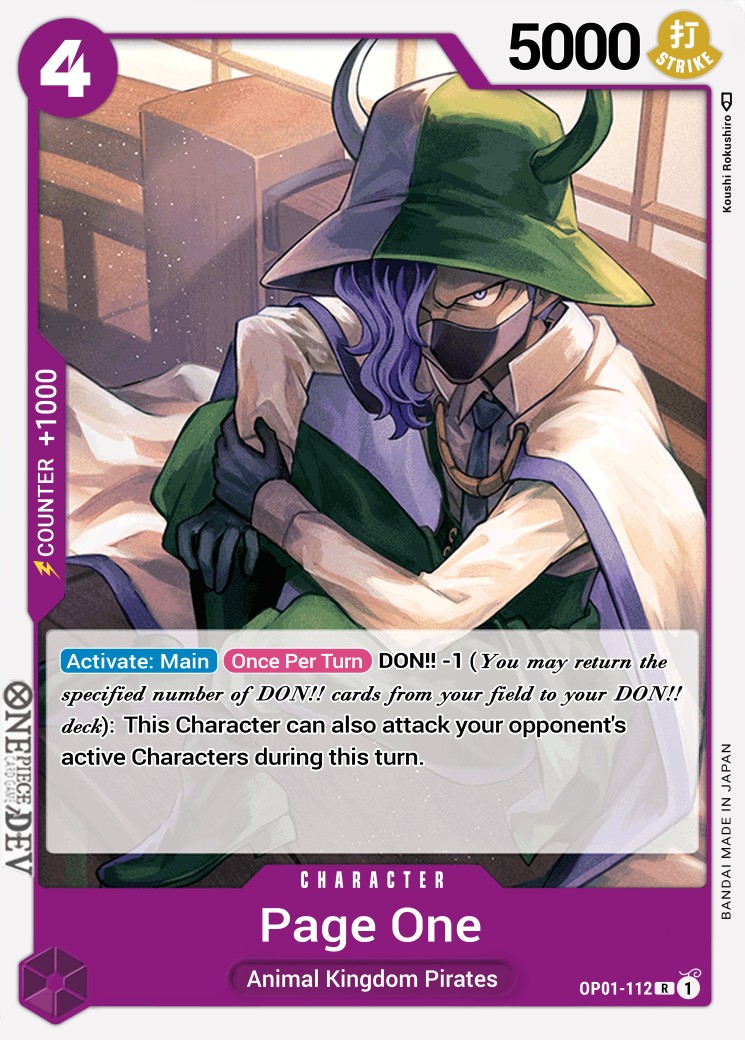 4
5000
打
STRIKE
Koushi Rokushiro
COUNTER +1000
Activate: Main Once Per Turn DON!! -1 (You may return the
specified number of DON!! cards from your field to your DON!!
deck): This Character can also attack your opponent's
active Characters during this turn.
ONE PIECE
CARD GAME
DEV
BANDAI MADE IN JAPAN
CHARACTER
Page One
Animal Kingdom Pirates
OP01-112 R 1